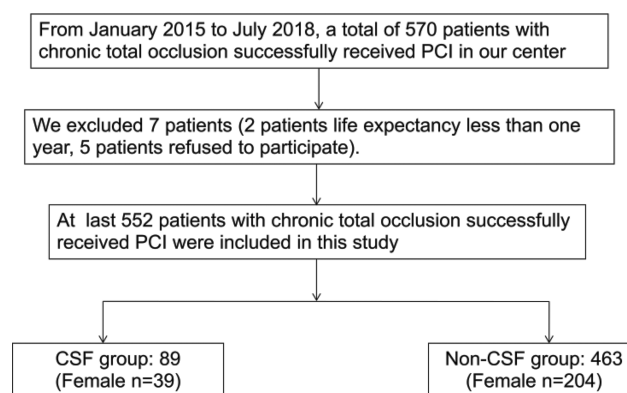 From January 2015 to July 2018, a total of 570 patients with
chronic total occlusion successfully received PCI in our center
We excluded 7 patients (2 patients life expectancy less than one
year, 5 patients refused to participate).
At last 552 patients with chronic total occlusion successfully
received PCI were included in this study
CSF group: 89
(Female n=39)
Non-CSF group: 463
(Female n=204)